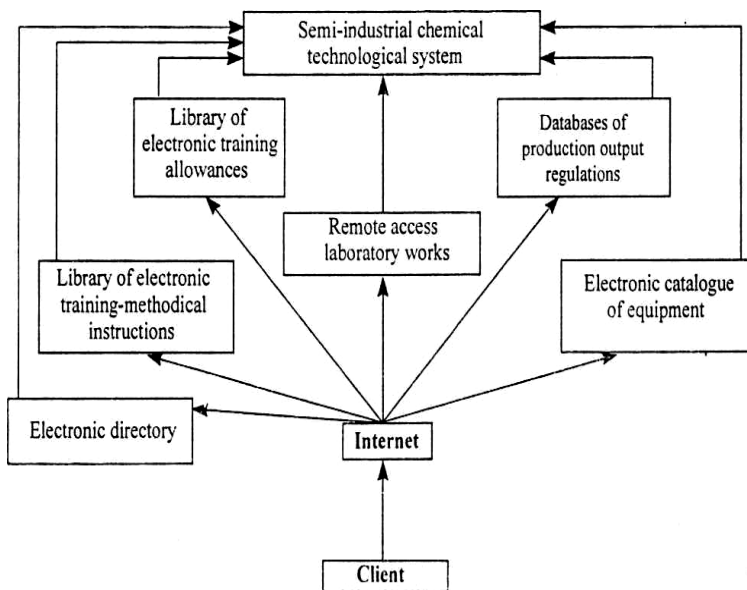 Semi-industrial chemical
technological system
Library of
electronic training
allowances
Databases of
production output
regulations
Remote access
laboratory works
Library of electronic
training-methodical
instructions
Electronic catalogue
of equipment
Electronic directory
Internet
Client